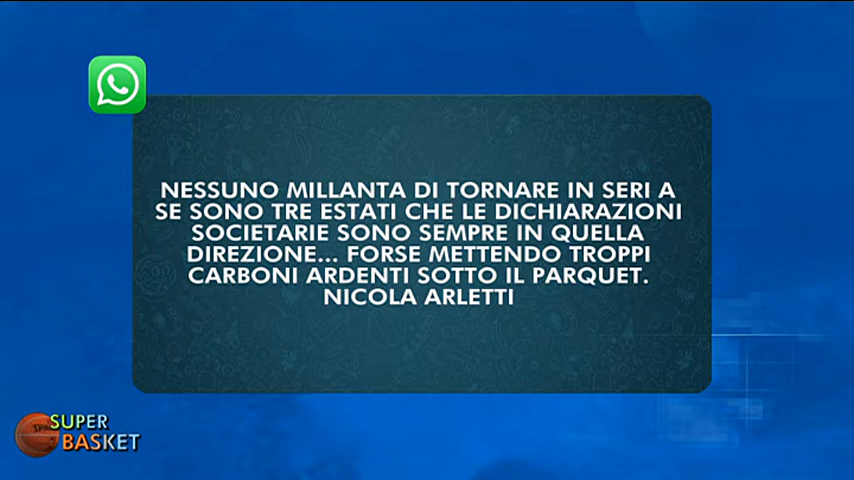 NESSUNO MILLANTA DI TORNARE IN SERI A
SE SONO TRE ESTATI CHE LE DICHIARAZIONI
SOCIETARIE SONO SEMPRE IN QUELLA
DIREZIONE... FORSE METTENDO TROPPI
CARBONI ARDENTI SOTTO IL PARQUET.
NICOLA ARLETTI
SUPER
BASKET